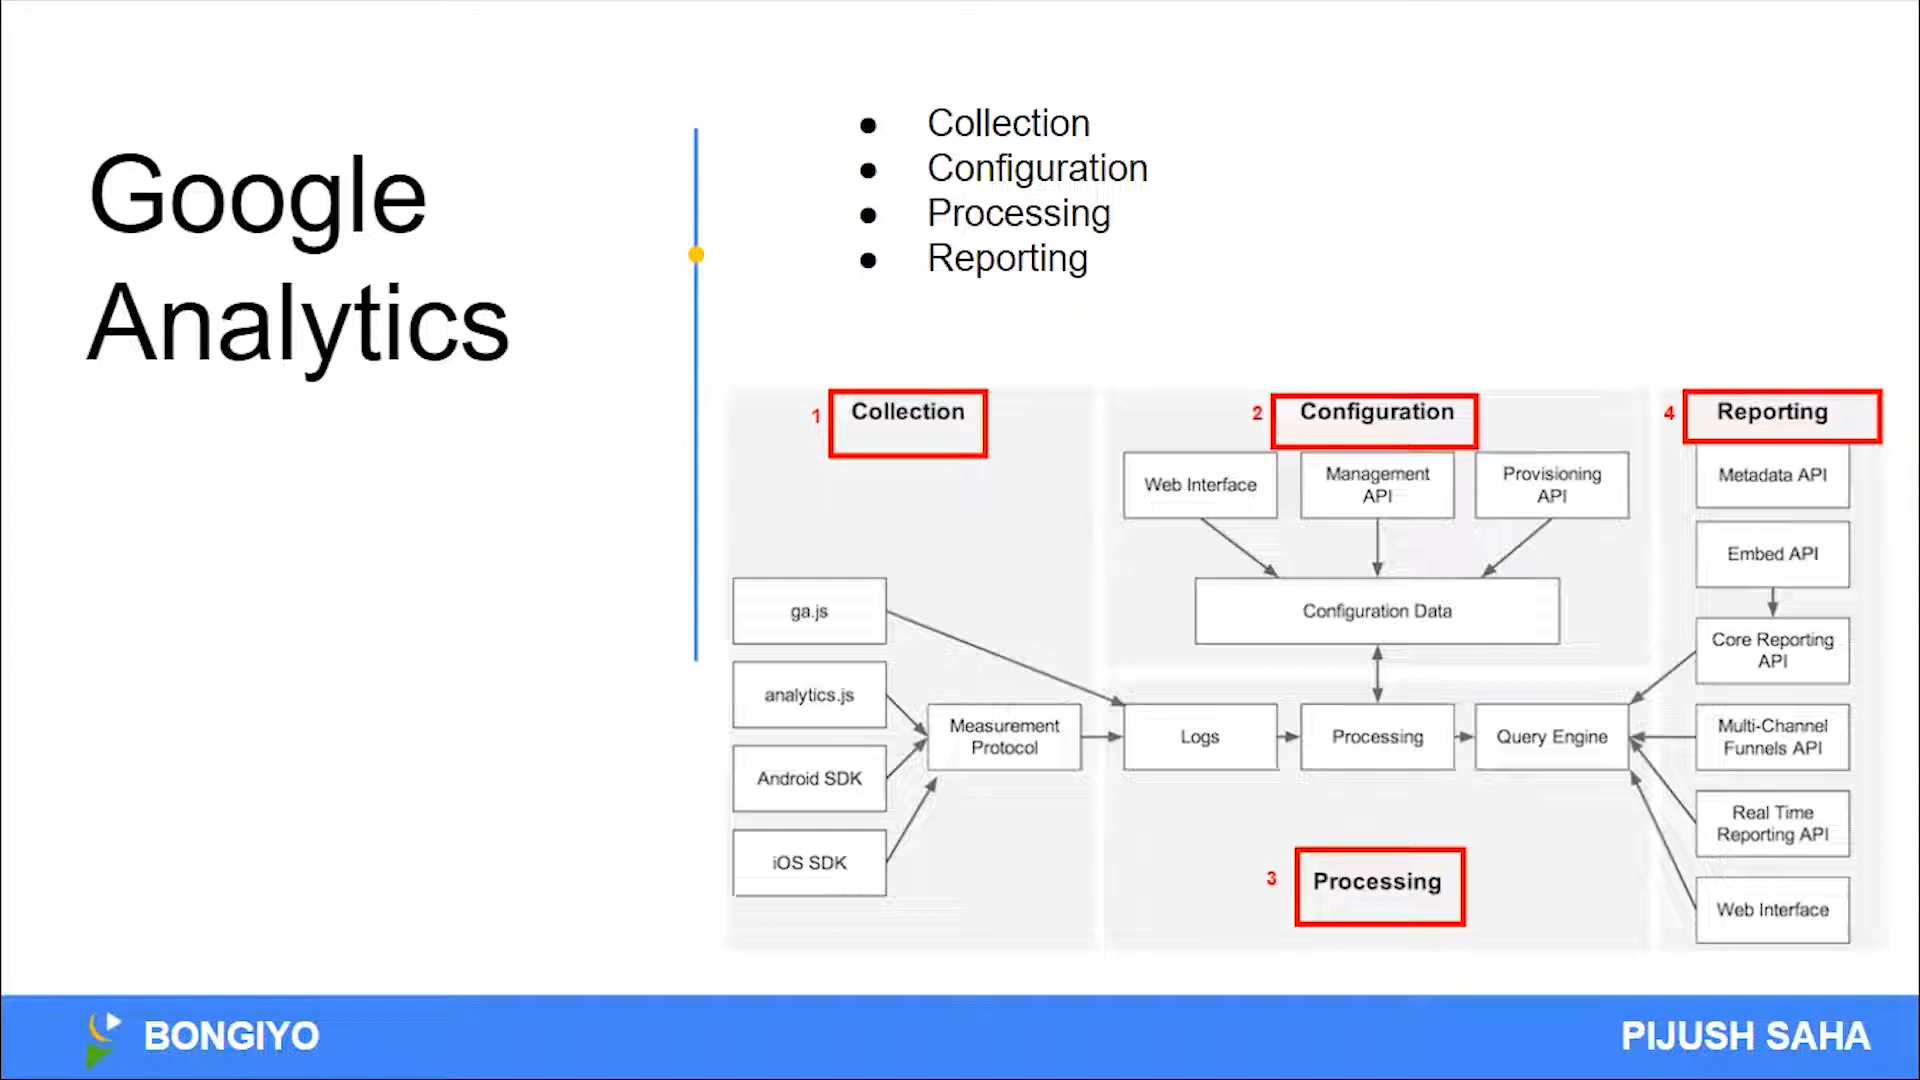 Google
Analytics
● Collection
● Configuration
● Processing
● Reporting
1 Collection
2 Configuration
4 Reporting
Web Interface
Management
API
Provisioning
API
Metadata API
Embed API
ga.js
Configuration Data
Core Reporting
API
analytics.js
Measurement
Protocol
Logs
Processing
Query Engine
Multi-Channel
Funnels API
Android SDK
Real Time
Reporting API
iOS SDK
3 Processing
Web Interface
BONGIYO
PIJUSH SAHA